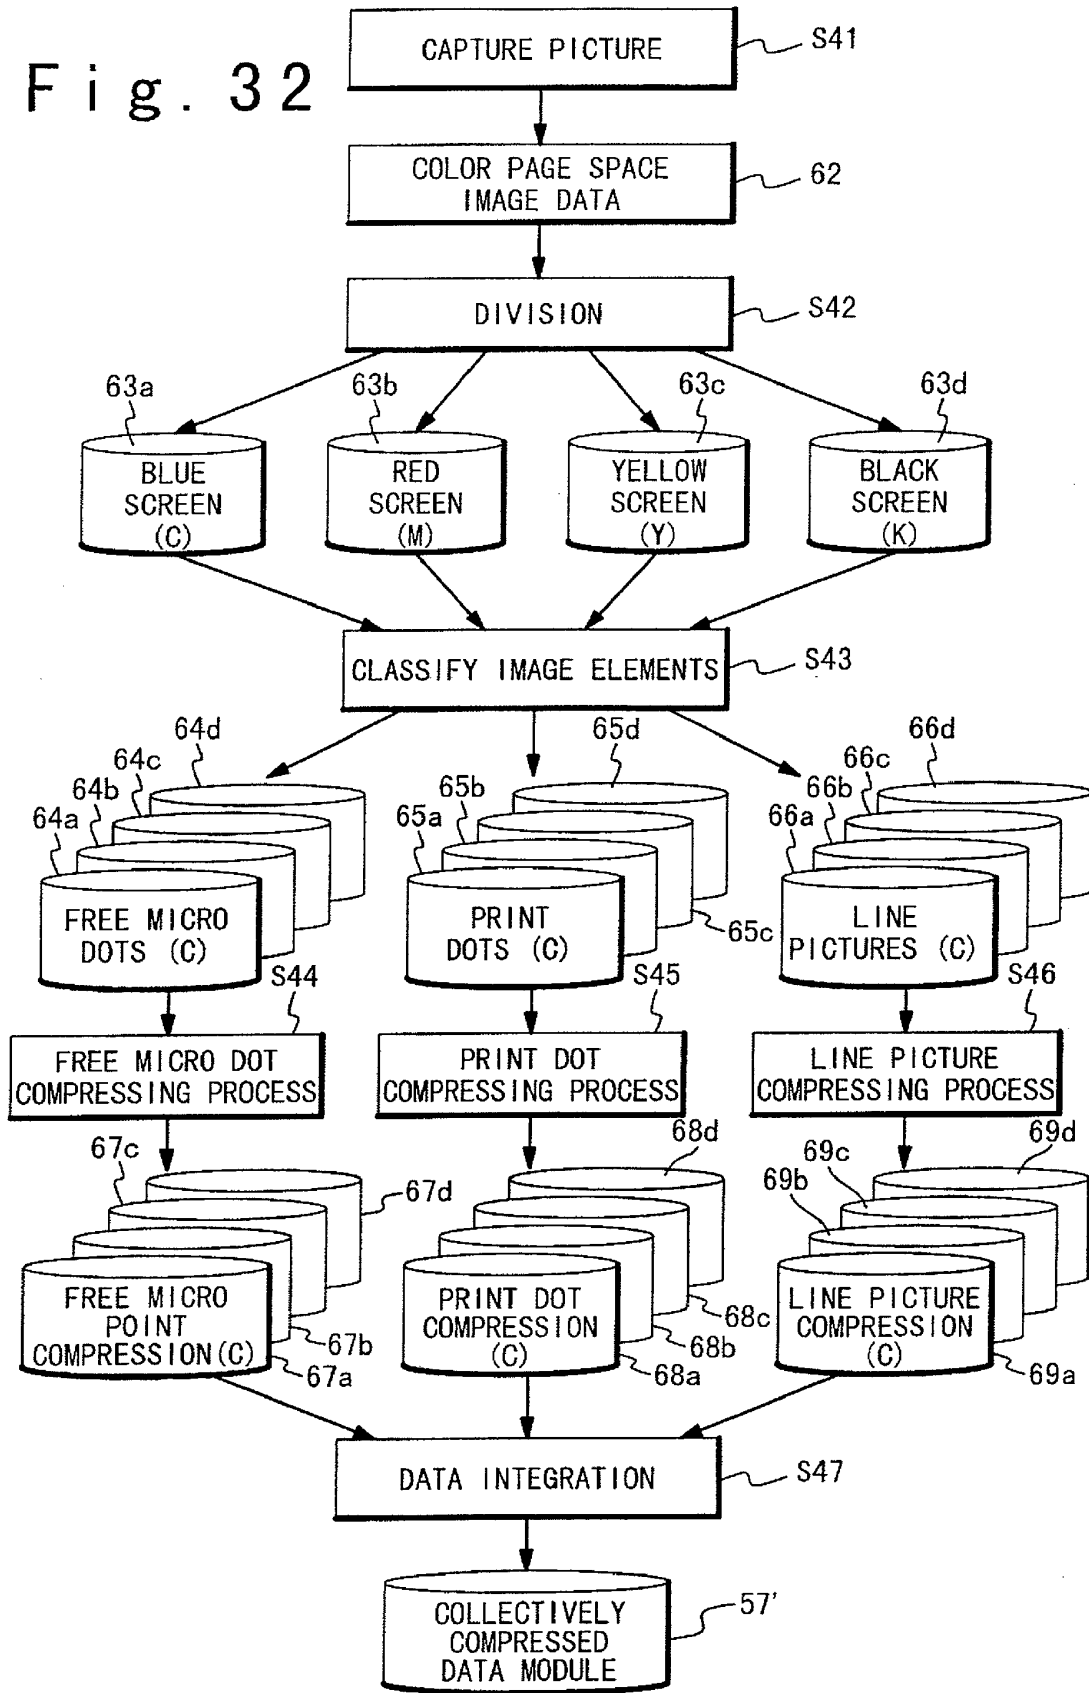 Fig. 32
CAPTURE PICTURE
S41
COLOR PAGE SPACE
IMAGE DATA
62
DIVISION
S42
63a
63b
63c
63d
BLUE
SCREEN
(C)
RED
SCREEN
(M)
YELLOW
SCREEN
(Y)
BLACK
SCREEN
(K)
CLASSIFY IMAGE ELEMENTS
S43
64d
64c
64b
64a
65d
65b
65a
65c
66d
66c
66b
66a
FREE MICRO
DOTS (C)
PRINT
DOTS (C)
LINE
PICTURES (C)
S44
S45
S46
FREE MICRO DOT
COMPRESSING PROCESS
PRINT DOT
COMPRESSING PROCESS
LINE PICTURE
COMPRESSING PROCESS
67c
67d
68d
69d
69c
69b
FREE MICRO
POINT
COMPRESSION(C)
67b
67a
PRINT DOT
COMPRESSION
(C)
68c
68b
68a
LINE PICTURE
COMPRESSION
(C)
69a
DATA INTEGRATION
S47
COLLECTIVELY
COMPRESSED
DATA MODULE
57'